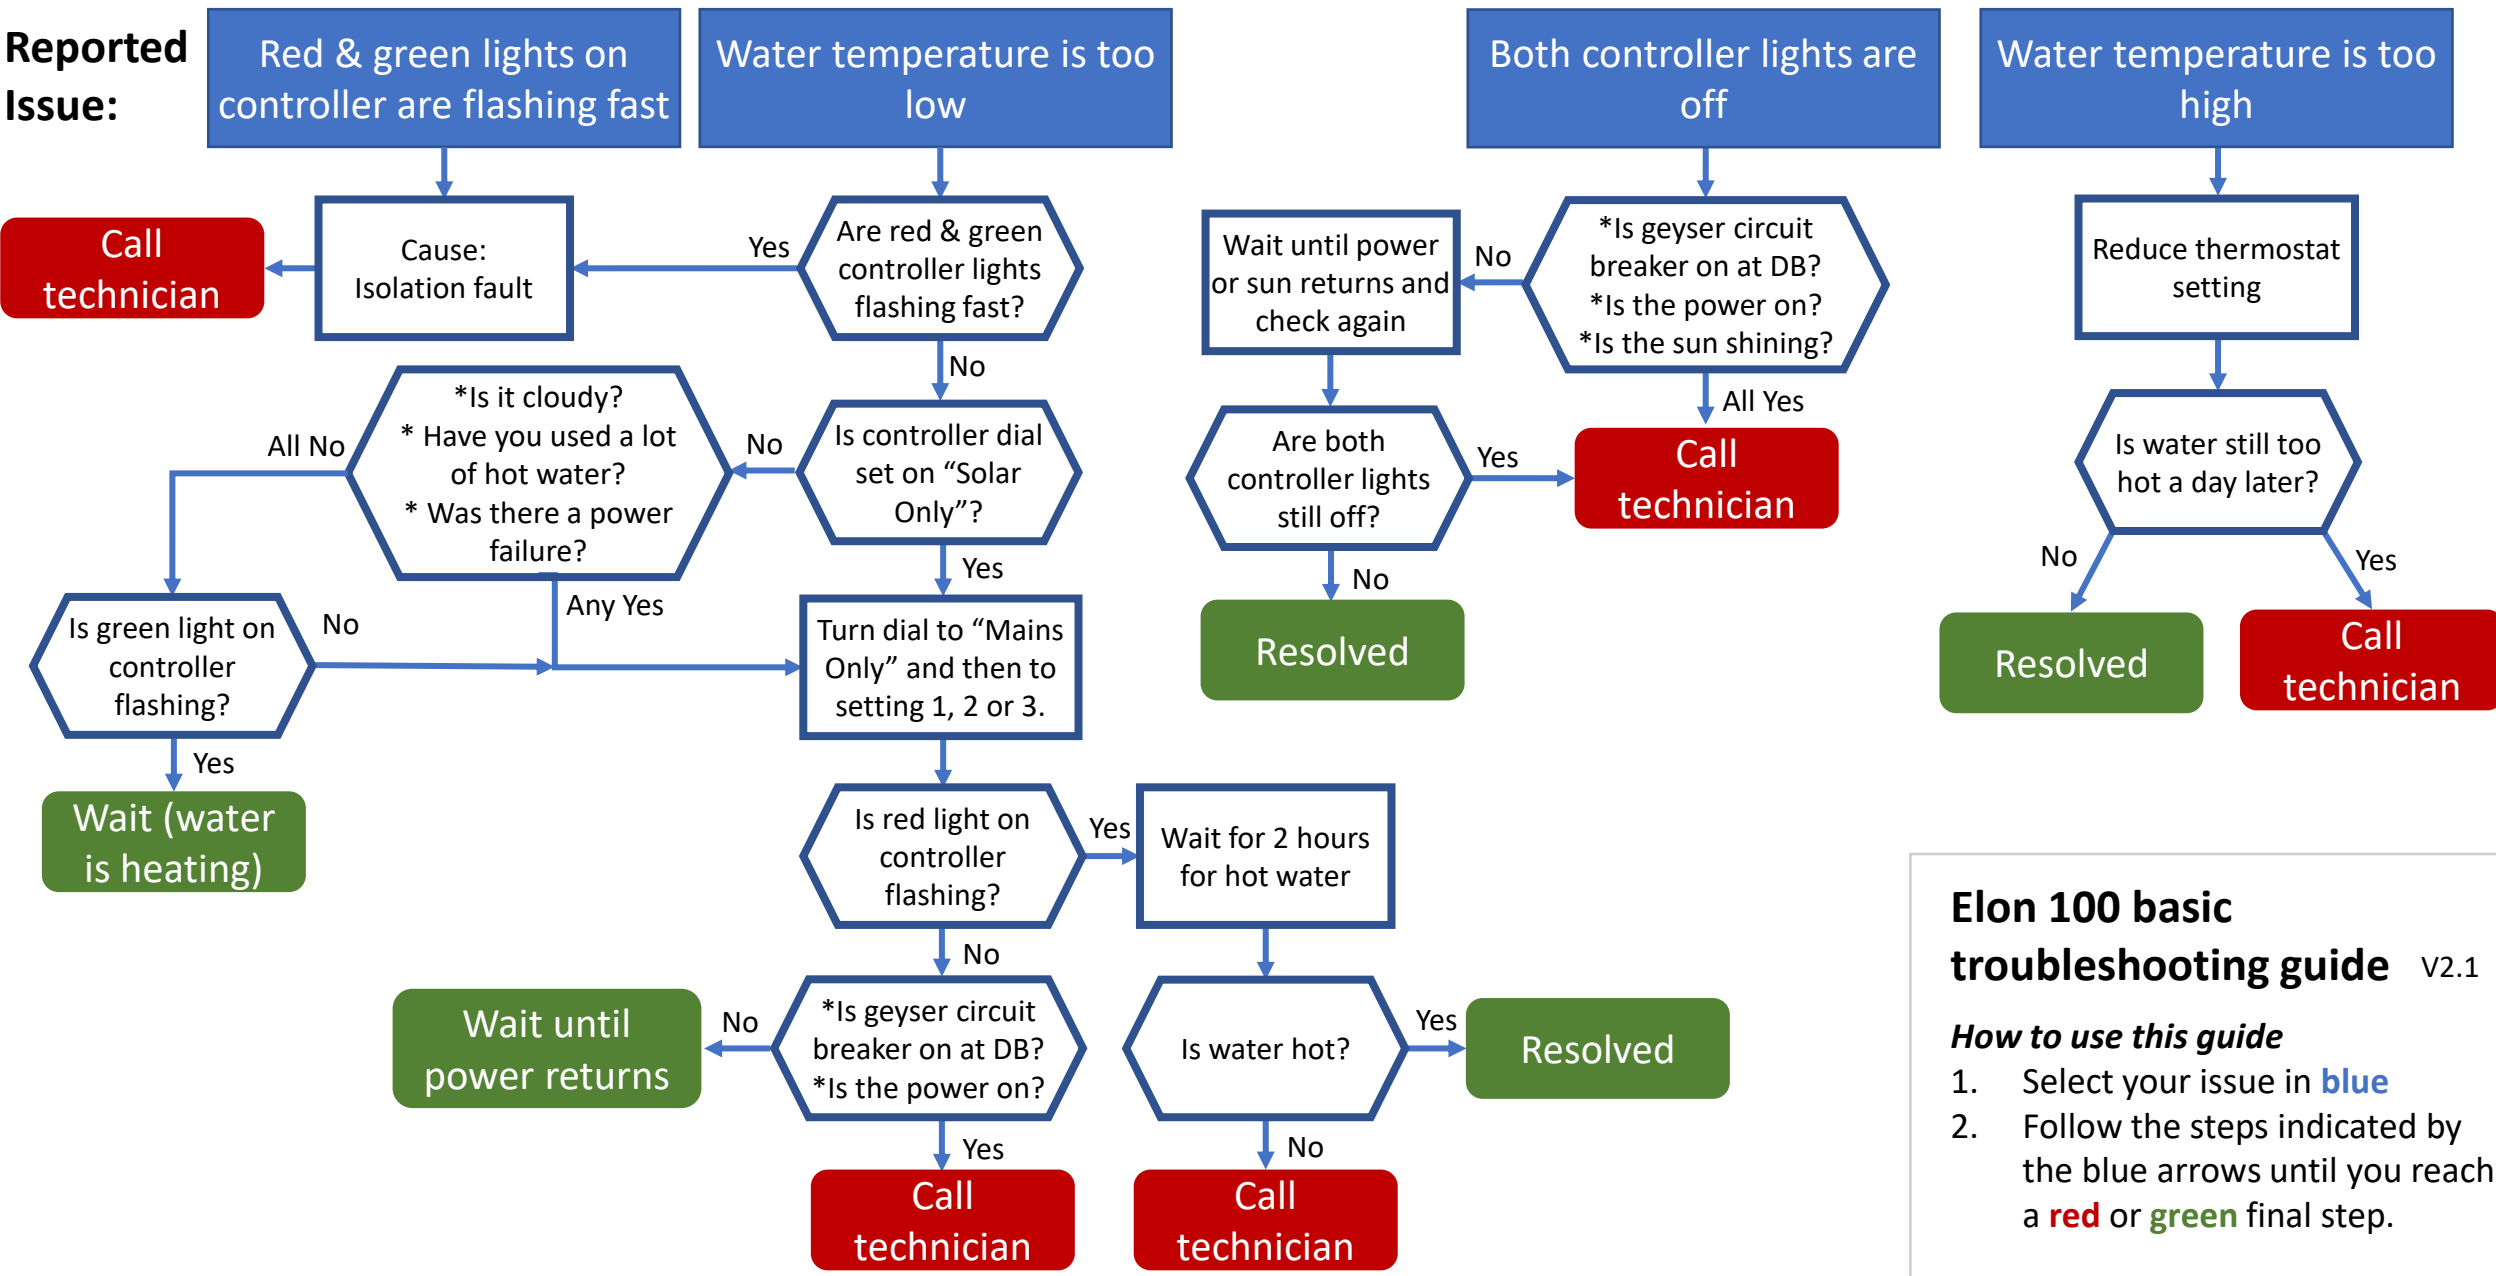 Reported
Issue:
Red & green lights on
controller are flashing fast
Water temperature is too
low
Both controller lights are
off
Water temperature is too
high
Call
technician
Cause:
Isolation fault
Yes
Are red & green
controller lights
flashing fast?
No
Wait until power
or sun returns and
check again
No
*Is geyser circuit
breaker on at DB?
*Is the power on?
*Is the sun shining?
All Yes
Reduce thermostat
setting
All No
*Is it cloudy?
* Have you used a lot
of hot water?
* Was there a power
failure?
Any Yes
No
Is controller dial
set on “Solar
Only”?
Yes
Are both
controller lights
still off?
Yes
Call
technician
No
Resolved
Is water still too
hot a day later?
No
Yes
Resolved
Call
technician
Is green light on
controller
flashing?
No
Yes
Wait (water
is heating)
Turn dial to “Mains
Only” and then to
setting 1, 2 or 3.
Is red light on
controller
flashing?
Yes
Wait for 2 hours
for hot water
No
Wait until
power returns
No
*Is geyser circuit
breaker on at DB?
*Is the power on?
Yes
Call
technician
Is water hot?
Yes
Resolved
No
Call
technician
Elon 100 basic
troubleshooting guide V2.1
How to use this guide
1. Select your issue in blue
2. Follow the steps indicated by
the blue arrows until you reach
a red or green final step.